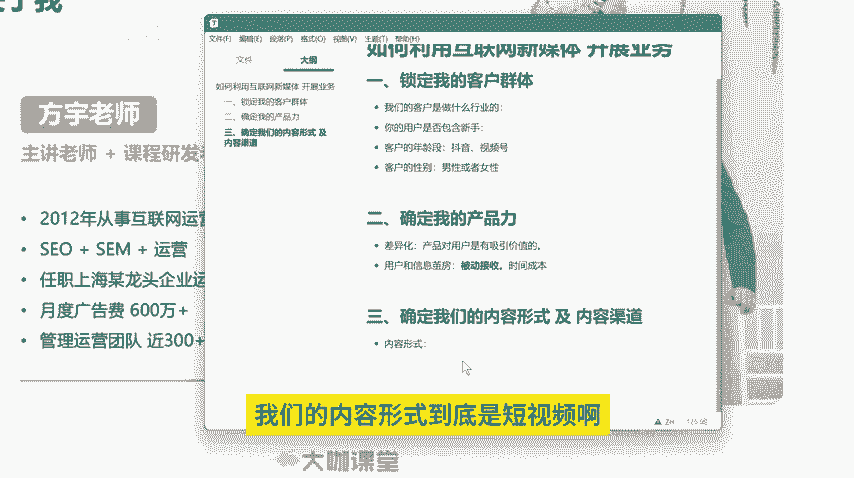 于我
方宇老师
主讲老师 + 课程研发
• 2012年从事互联网运营
• SEO + SEM + 运营
• 任职上海某龙头企业运
• 月度广告费 600万+
• 管理运营团队 近300+
文件(F) 编辑(E) 段落(P) 格式(O) 视图(V) 主题(T) 帮助(H)
文件 大纲
如何利用互联网新媒体 开展业务
一、锁定我的客户群体
二、确定我的产品力
三、确定我们的内容形式 及
内容渠道
如何利用互联网新媒体 开展业务
一、锁定我的客户群体
• 我们的客户是做什么行业的:
• 你的用户是否包含新手:
• 客户的年龄段: 抖音、视频号
• 客户的性别: 男性或者女性
二、确定我的产品力
• 差异化: 产品对用户是有吸引价值的。
• 用户和信息茧房: 被动接收。时间成本
三、确定我们的内容形式 及 内容渠道
• 内容形式:
我们的内容形式到底是短视频啊
大咖课堂